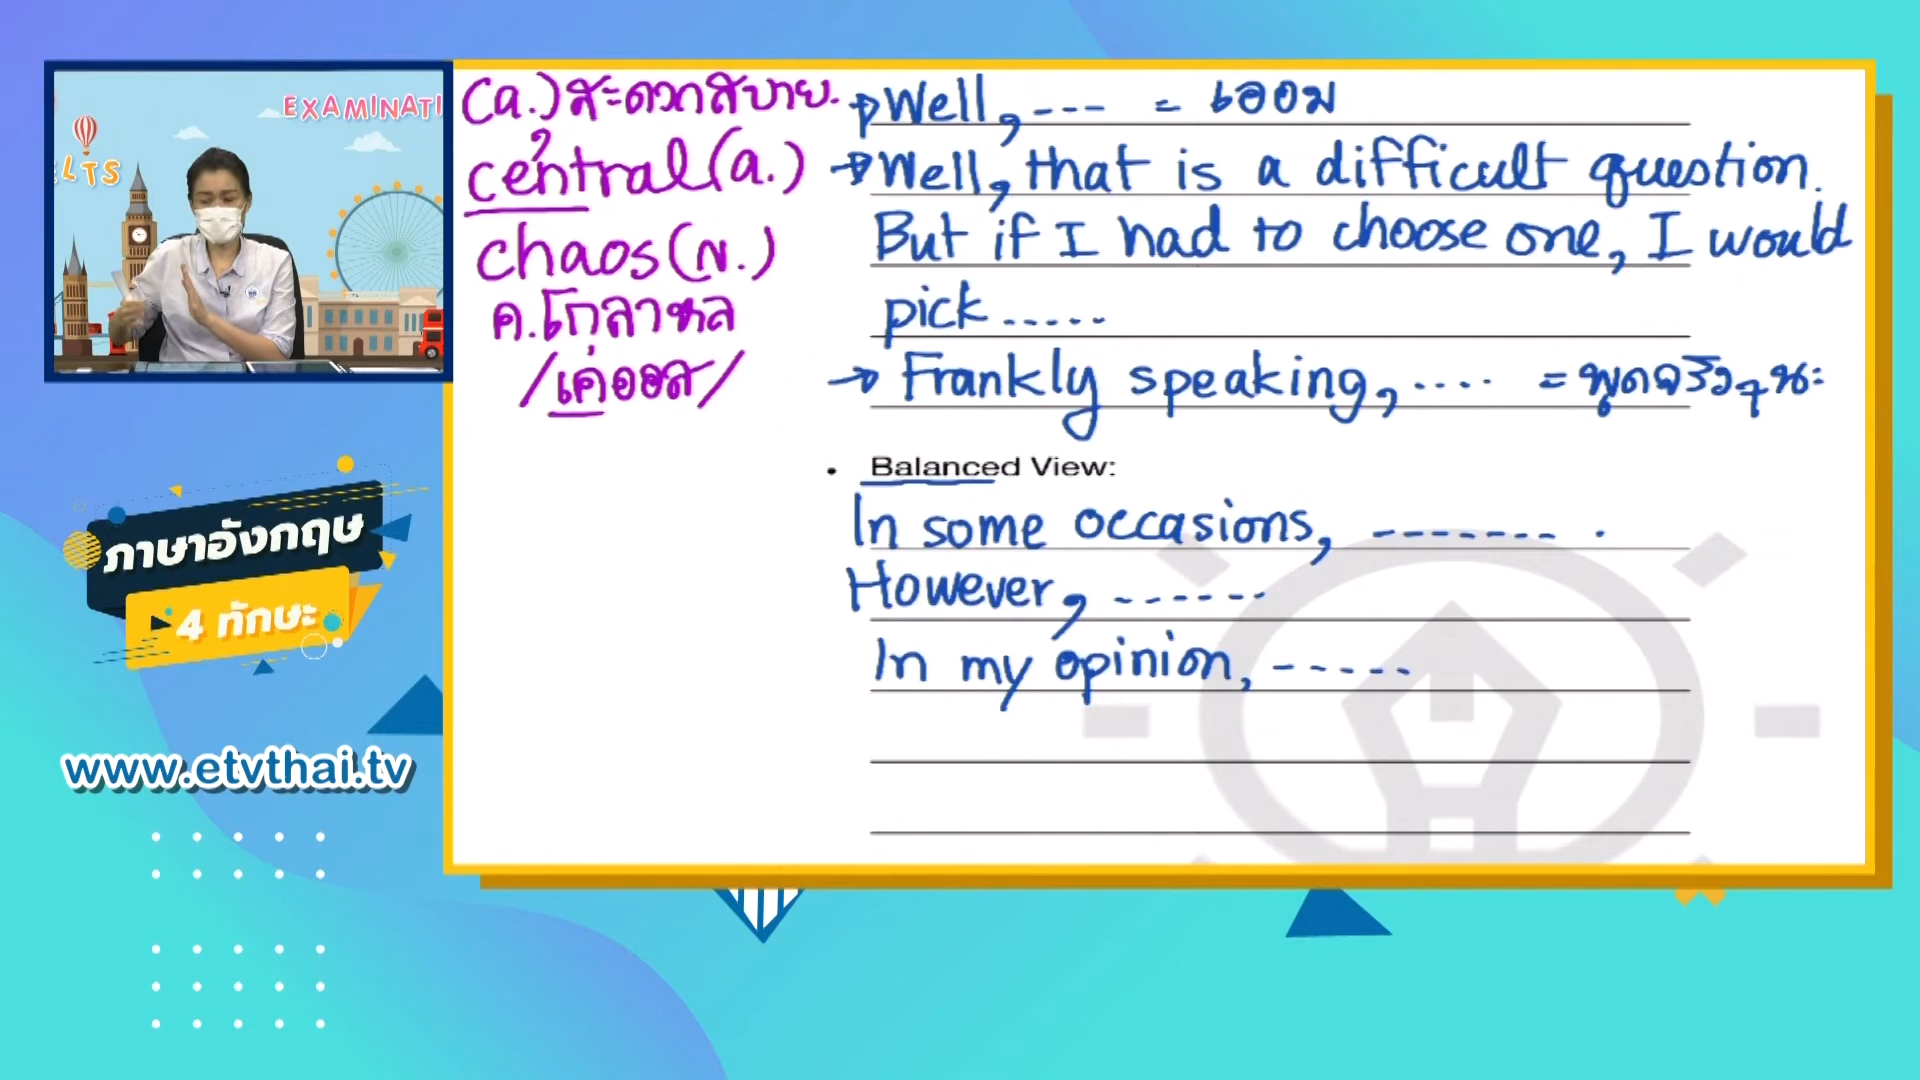 EXAMINATI
ELTS
(a.) สะดวกสบาย.
central (a.)
chaos (n.)
ค.โกลาหล
/เค่ออส/
→ Well, --- = เออม
→ Well, that is a difficult question.
But if I had to choose one, I would
pick .....
→ Frankly speaking, .... = พูดจริงๆนะ
• Balanced View:
In some occasions, ------- .
However, ------
In my opinion, -----
ภาษาอังกฤษ
4 ทักษะ
www.etvthai.tv